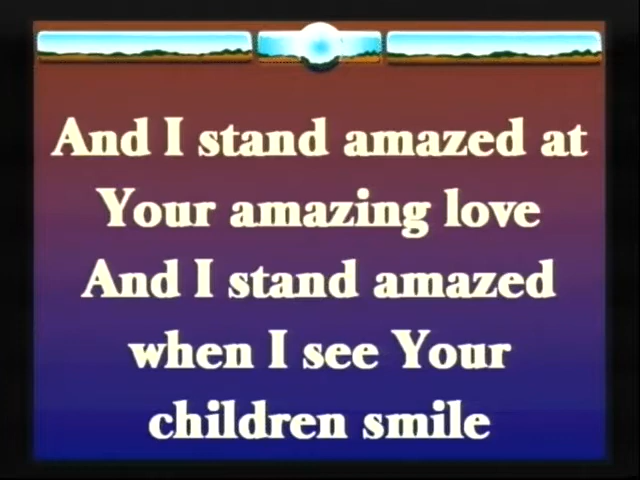 And I stand amazed at
Your amazing love
And I stand amazed
when I see Your
children smile